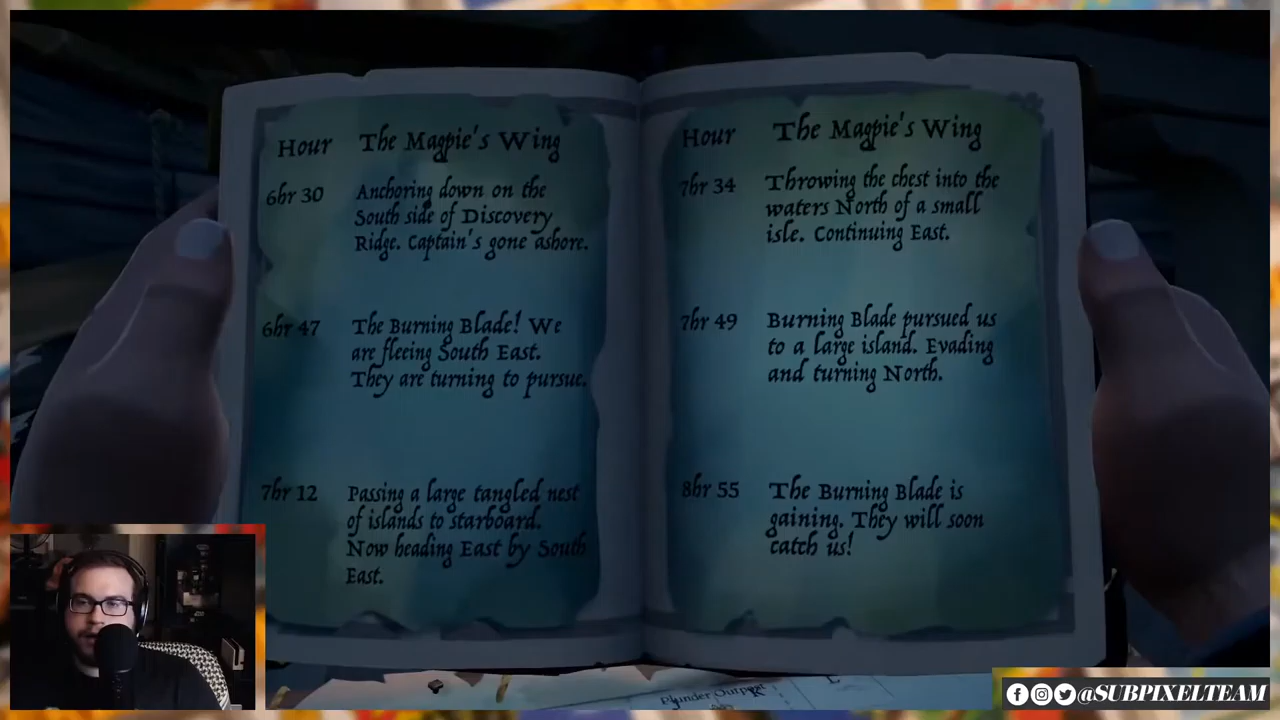 Hour The Magpie's Wing
6hr 30 Anchoring down on the
South side of Discovery
Ridge. Captain's gone ashore.
6hr 47 The Burning Blade! We
are fleeing South East.
They are turning to pursue.
7hr 12 Passing a large tangled nest
of islands to starboard.
Now heading East by South
East.
Hour The Magpie's Wing
7hr 34 Throwing the chest into the
waters North of a small
isle. Continuing East.
7hr 49 Burning Blade pursued us
to a large island. Evading
and turning North.
8hr 55 The Burning Blade is
gaining. They will soon
catch us!
Plunder Outpost
@SUBPIXELTEAM